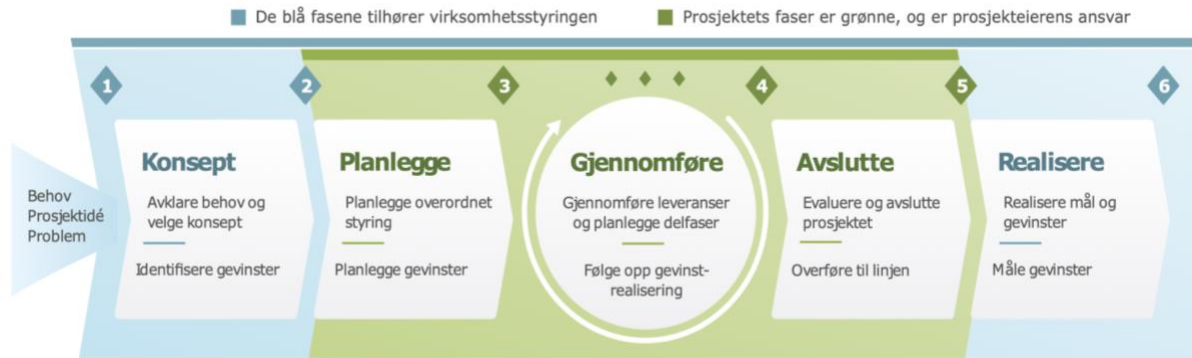 De blå fasene tilhører virksomhetsstyringen
Prosjektets faser er grønne, og er prosjekteierens ansvar
1
2
3
4
5
6
Behov
Prosjektidé
Problem
Konsept
Avklare behov og
velge konsept
Identifisere gevinster
Planlegge
Planlegge overordnet
styring
Planlegge gevinster
Gjennomføre
Gjennomføre leveranser
og planlegge delfaser
Følge opp gevinst-
realisering
Avslutte
Evaluere og avslutte
prosjektet
Overføre til linjen
Realisere
Realisere mål og
gevinster
Måle gevinster